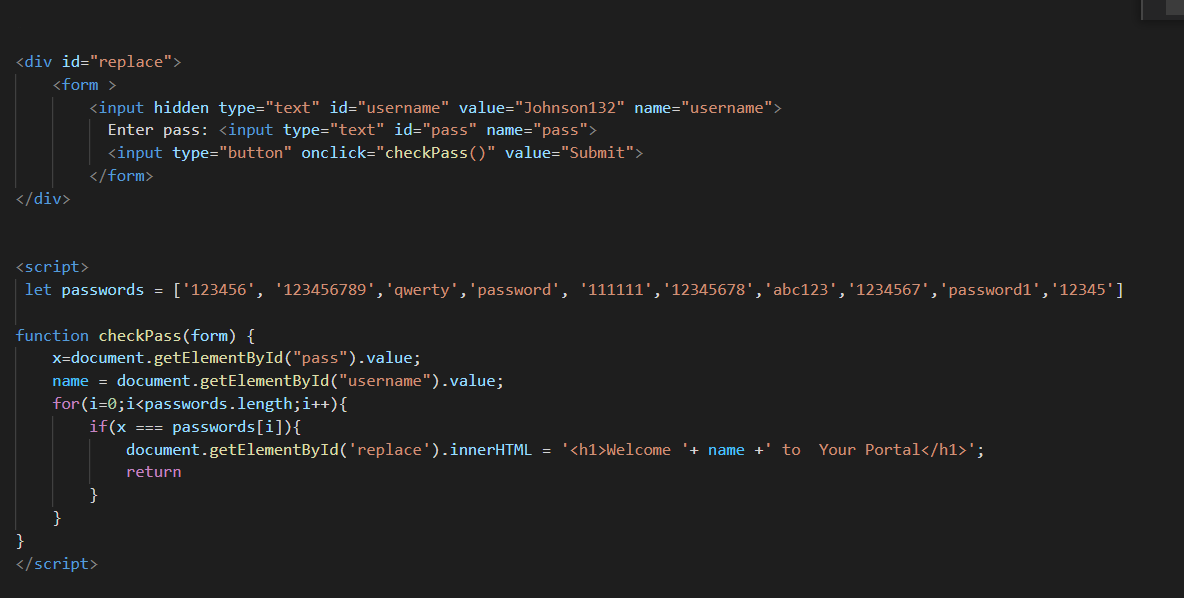 <div id="replace">
<form >
<input hidden type="text" id="username" value="Johnson132" name="username">
Enter pass: <input type="text" id="pass" name="pass">
<input type="button" onclick="checkPass()" value="Submit">
</form>
</div>
<script>
let passwords = ['123456', '123456789','qwerty','password', '111111','12345678','abc123','1234567','password1','12345']
function checkPass(form) {
x=document.getElementById("pass").value;
name = document.getElementById("username").value;
for(i=0;i<passwords.length;i++){
if(x === passwords[i]){
document.getElementById('replace').innerHTML = '<h1>Welcome '+ name +' to  Your Portal</h1>';
return
}
}
}
</script>